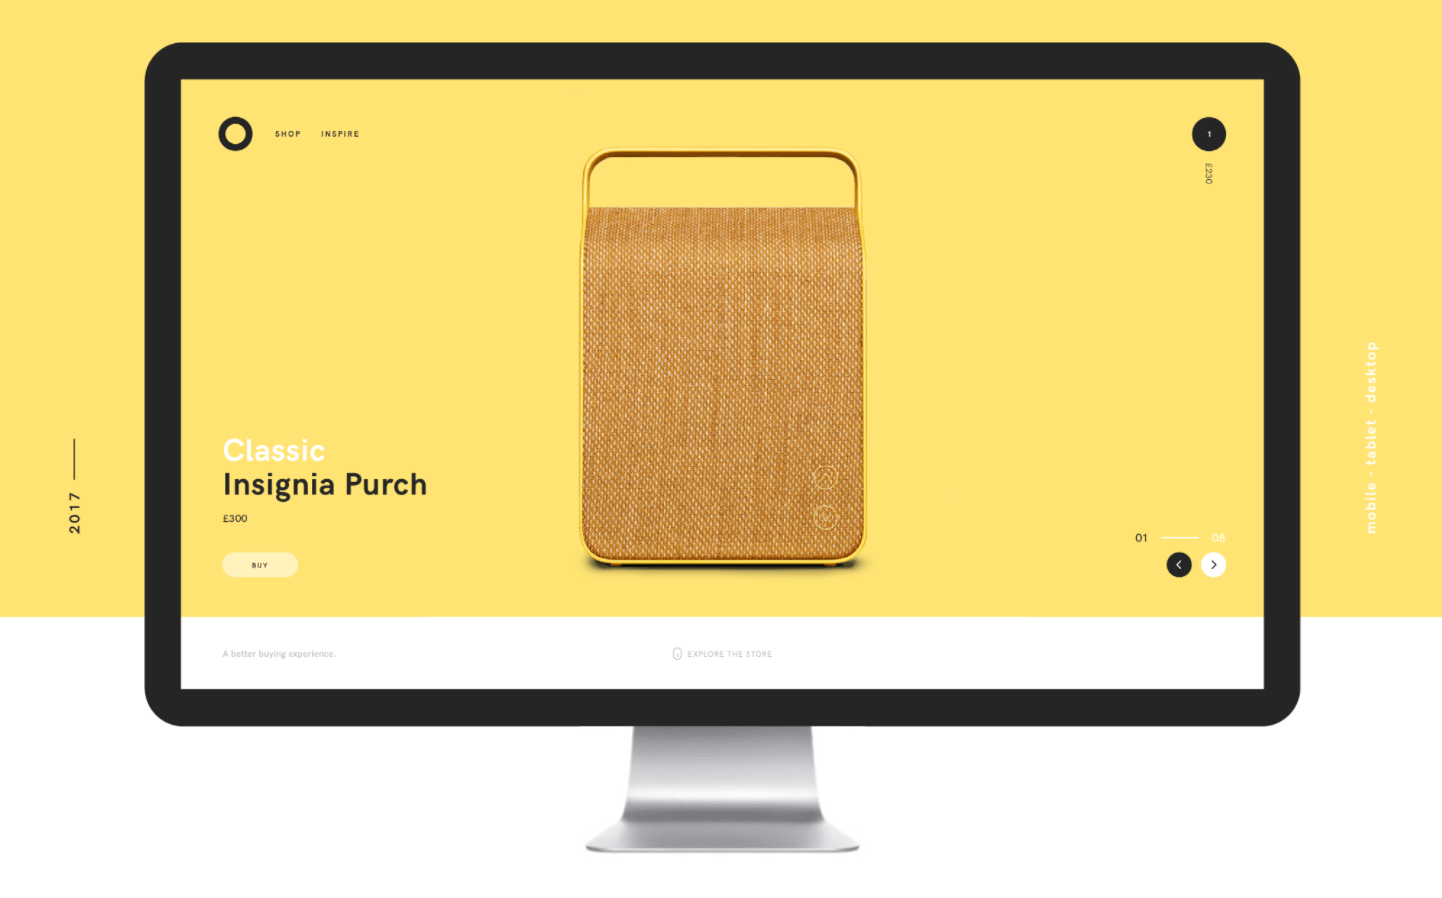 SHOP INSPIRE
1
£230
Classic
Insignia Purch
£300
BUY
01 08
A better buying experience.
EXPLORE THE STORE
2017
mobile - tablet - desktop